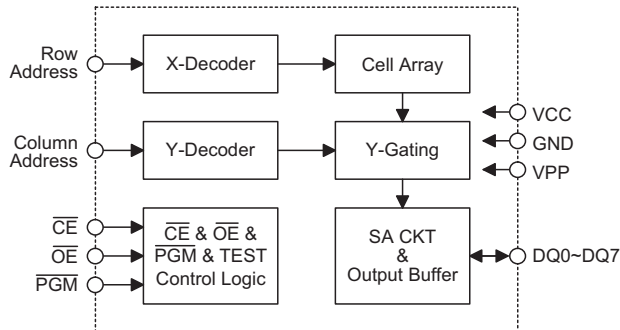 Row
Address
X-Decoder
Cell Array
VCC
Column
Address
Y-Decoder
Y-Gating
GND
VPP
CE
OE
PGM
CE & OE &
PGM & TEST
Control Logic
SA CKT
&
Output Buffer
DQ0~DQ7